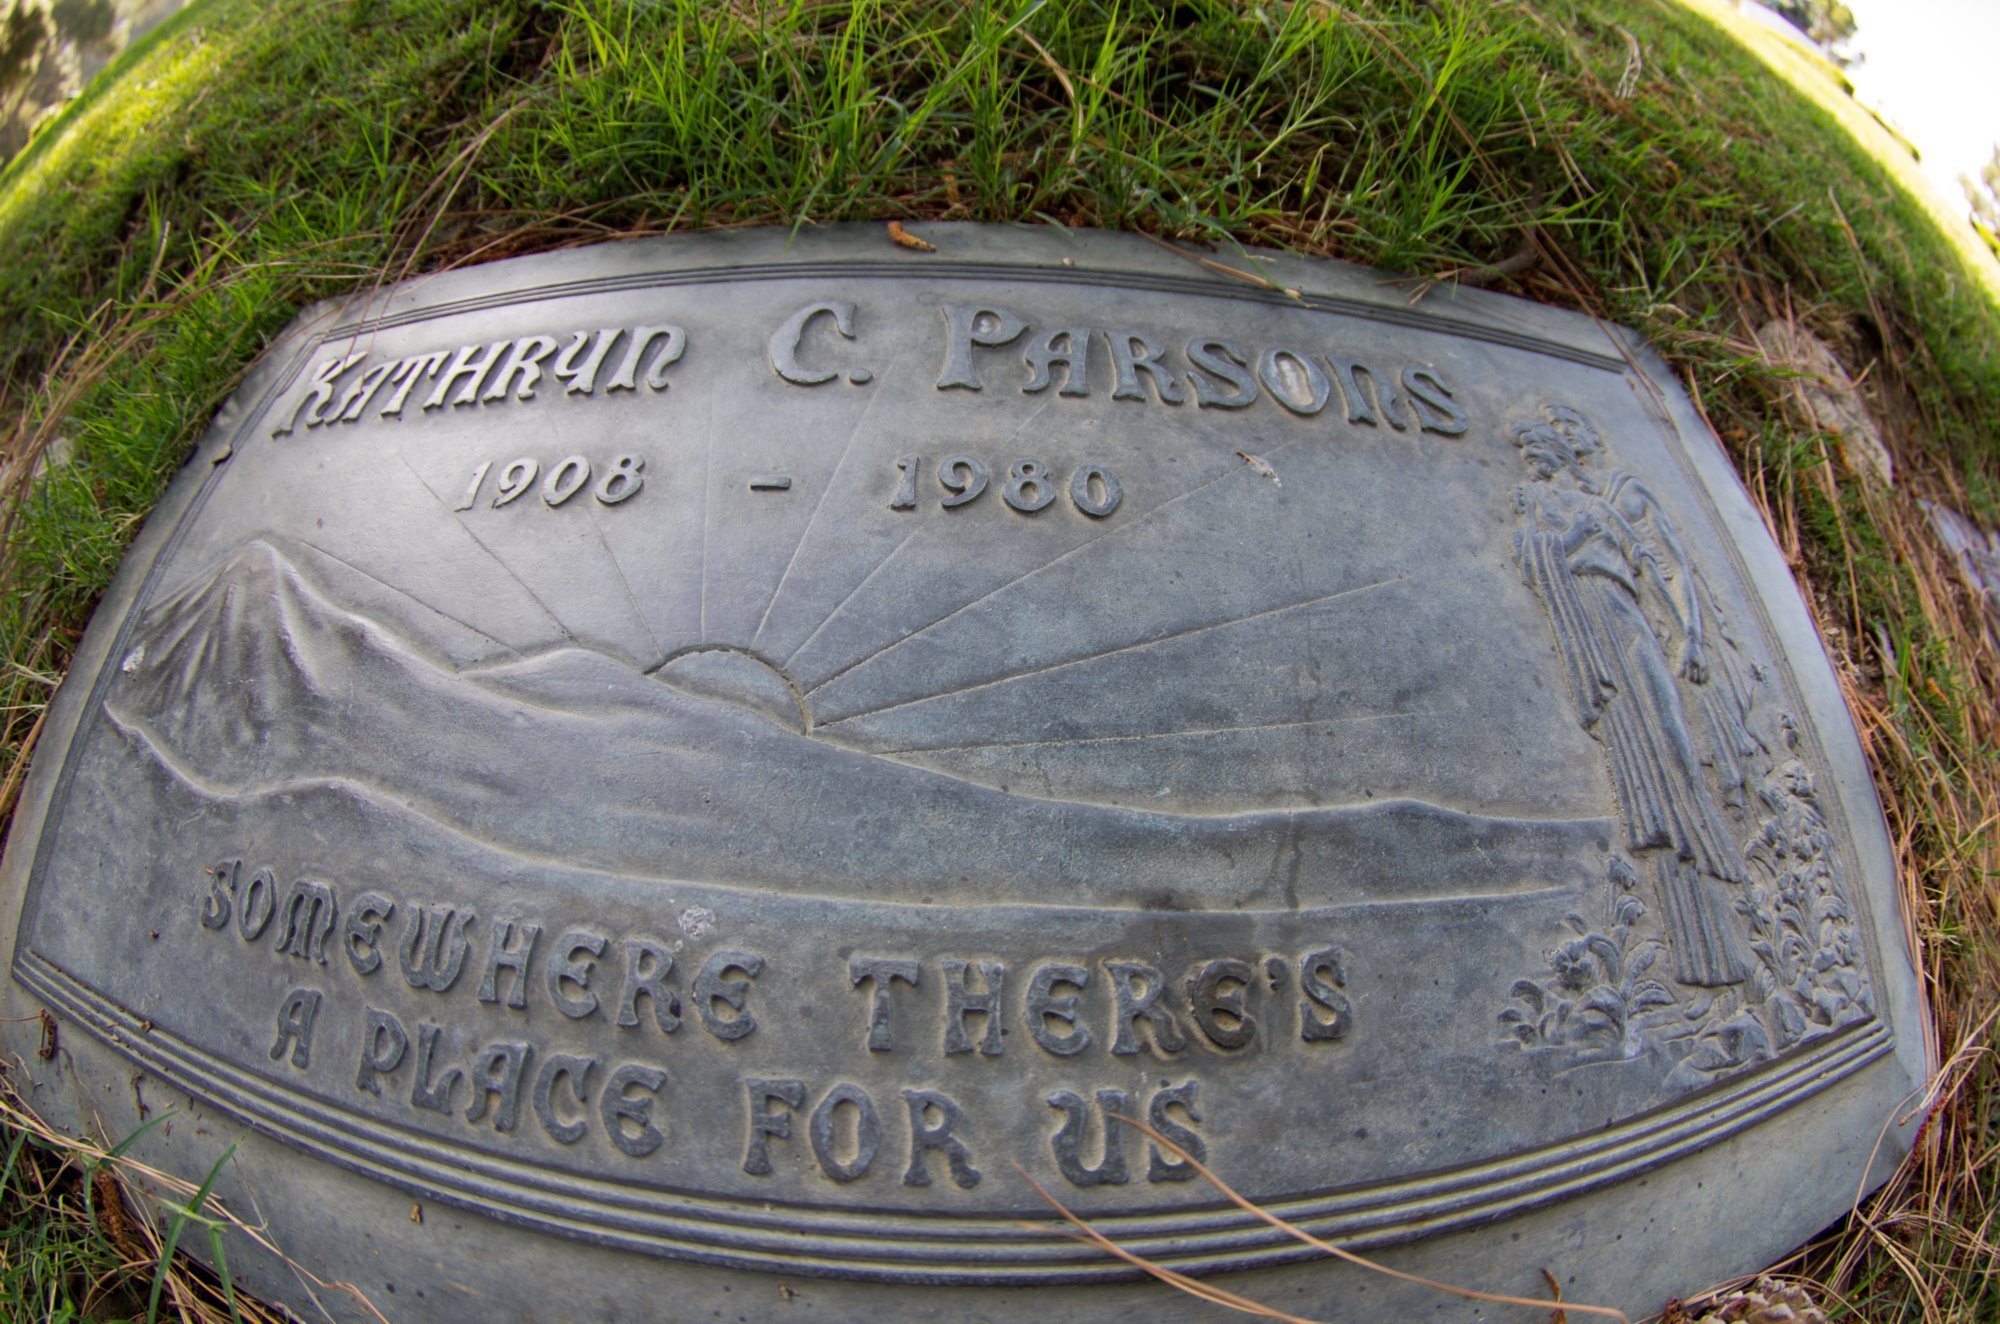 KATHRYN C. PARSONS
1908 - 1980
SOMEWHERE THERE'S
A PLACE FOR US